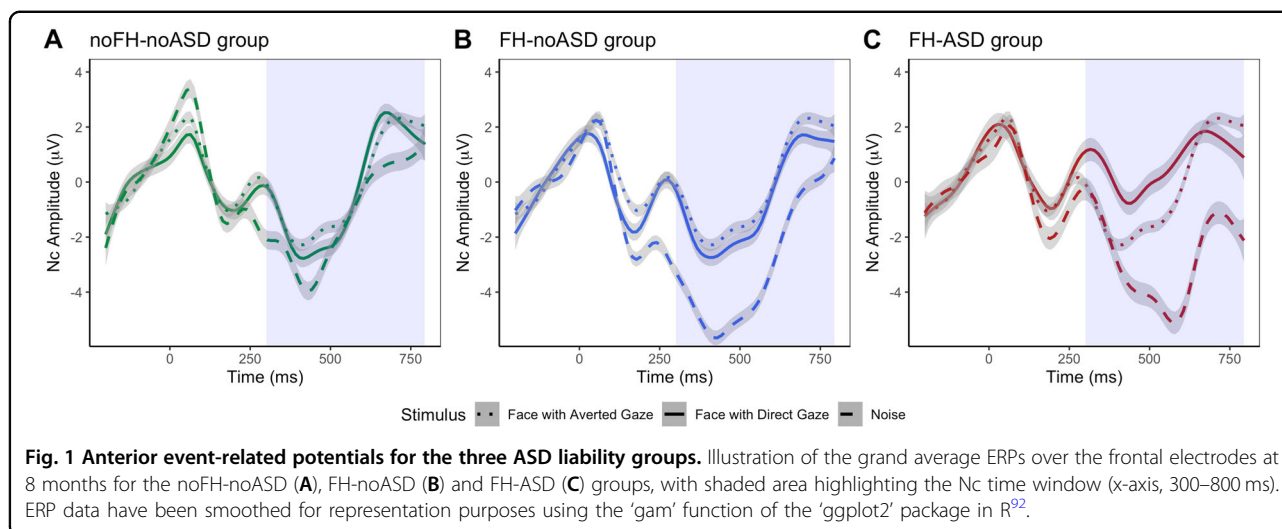 A noFH-noASD group
B FH-noASD group
C FH-ASD group
Nc Amplitude (µV)
4
2
0
-2
-4
0
250
500
750
Time (ms)
Nc Amplitude (µV)
4
2
0
-2
-4
0
250
500
750
Time (ms)
Nc Amplitude (µV)
4
2
0
-2
-4
0
250
500
750
Time (ms)
Stimulus Face with Averted Gaze Face with Direct Gaze Noise
Fig. 1 Anterior event-related potentials for the three ASD liability groups. Illustration of the grand average ERPs over the frontal electrodes at
8 months for the noFH-noASD (A), FH-noASD (B) and FH-ASD (C) groups, with shaded area highlighting the Nc time window (x-axis, 300–800 ms).
ERP data have been smoothed for representation purposes using the ‘gam’ function of the ‘ggplot2’ package in R92.